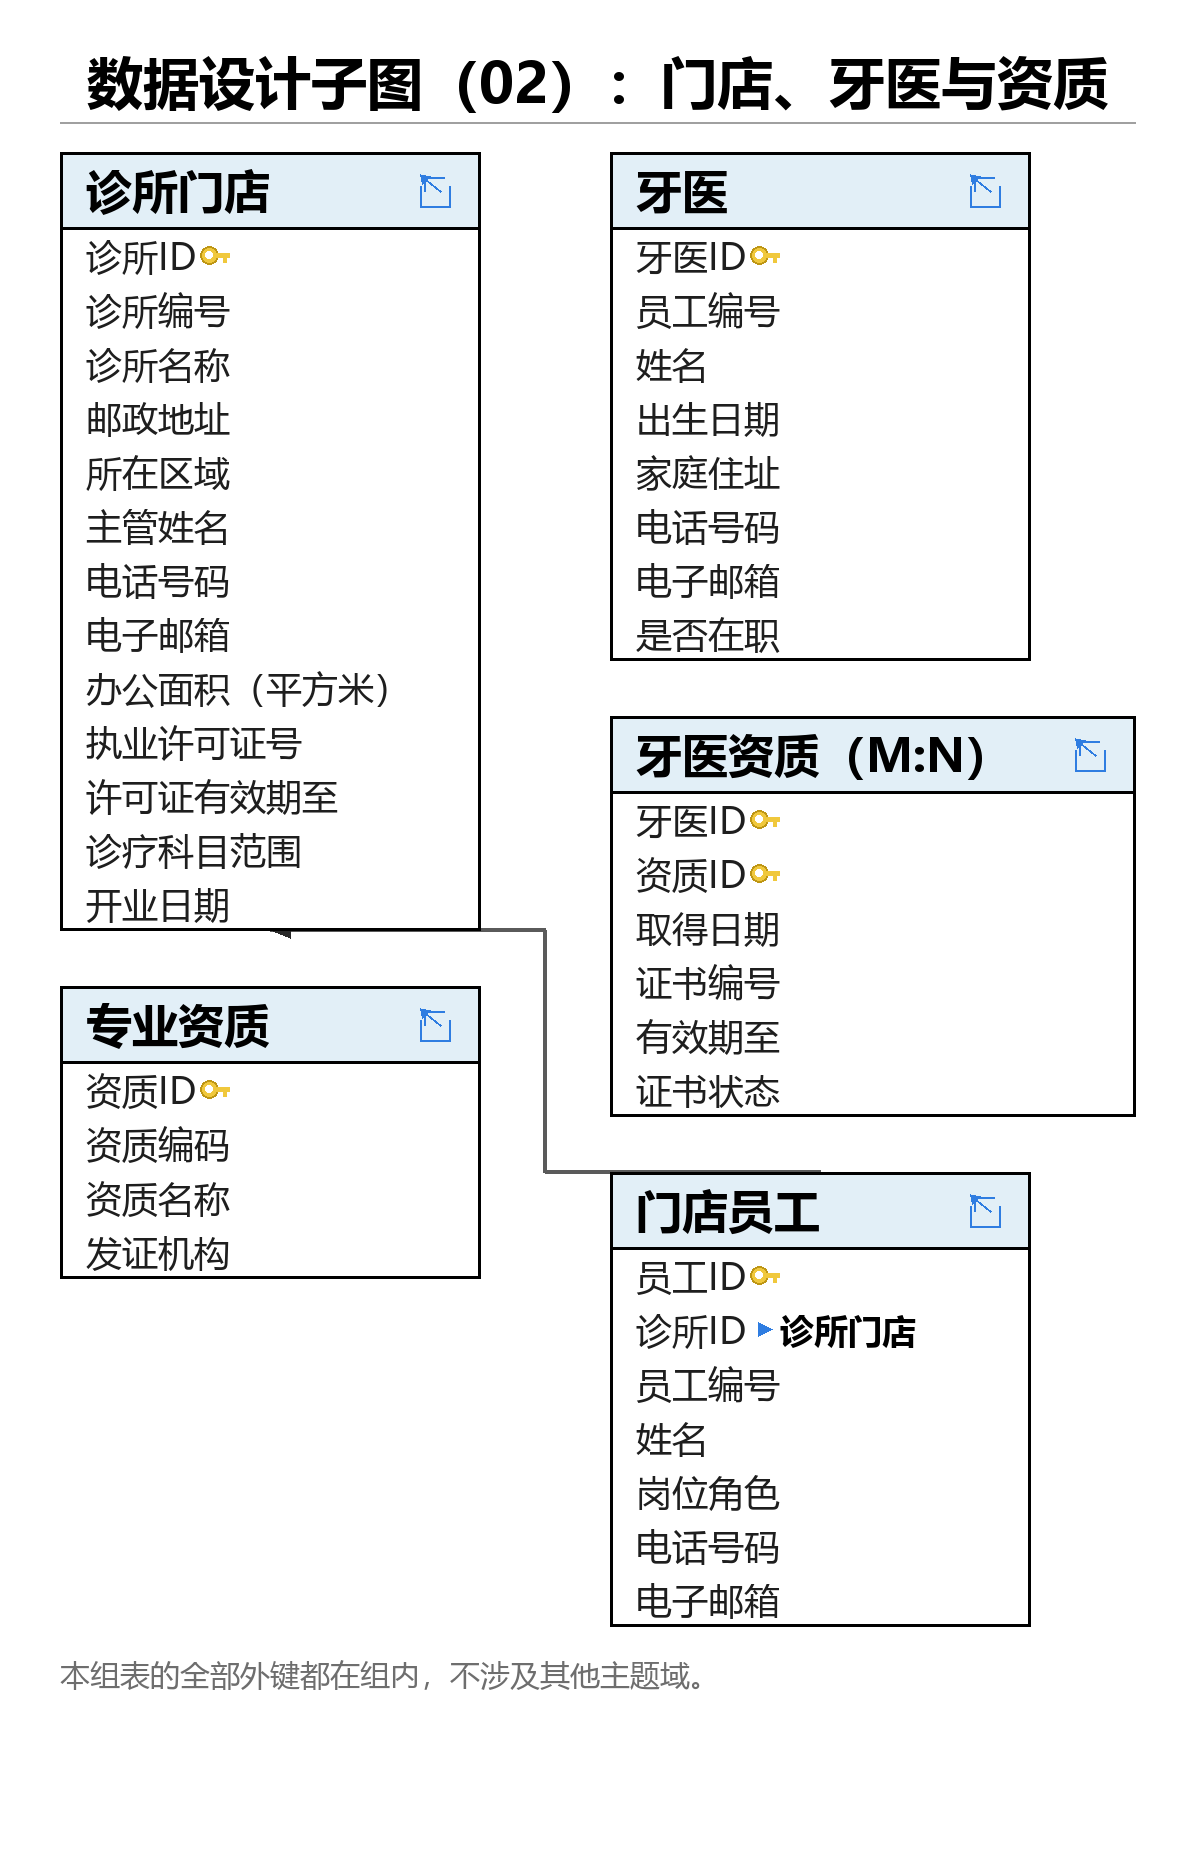 数据设计子图（02）：门店、牙医与资质
诊所门店
诊所ID
诊所编号
诊所名称
邮政地址
所在区域
主管姓名
电话号码
电子邮箱
办公面积（平方米）
执业许可证号
许可证有效期至
诊疗科目范围
开业日期
专业资质
资质ID
资质编码
资质名称
发证机构
牙医
牙医ID
员工编号
姓名
出生日期
家庭住址
电话号码
电子邮箱
是否在职
牙医资质（M:N）
牙医ID
资质ID
取得日期
证书编号
有效期至
证书状态
门店员工
员工ID
诊所ID ▸ 诊所门店
员工编号
姓名
岗位角色
电话号码
电子邮箱
本组表的全部外键都在组内，不涉及其他主题域。